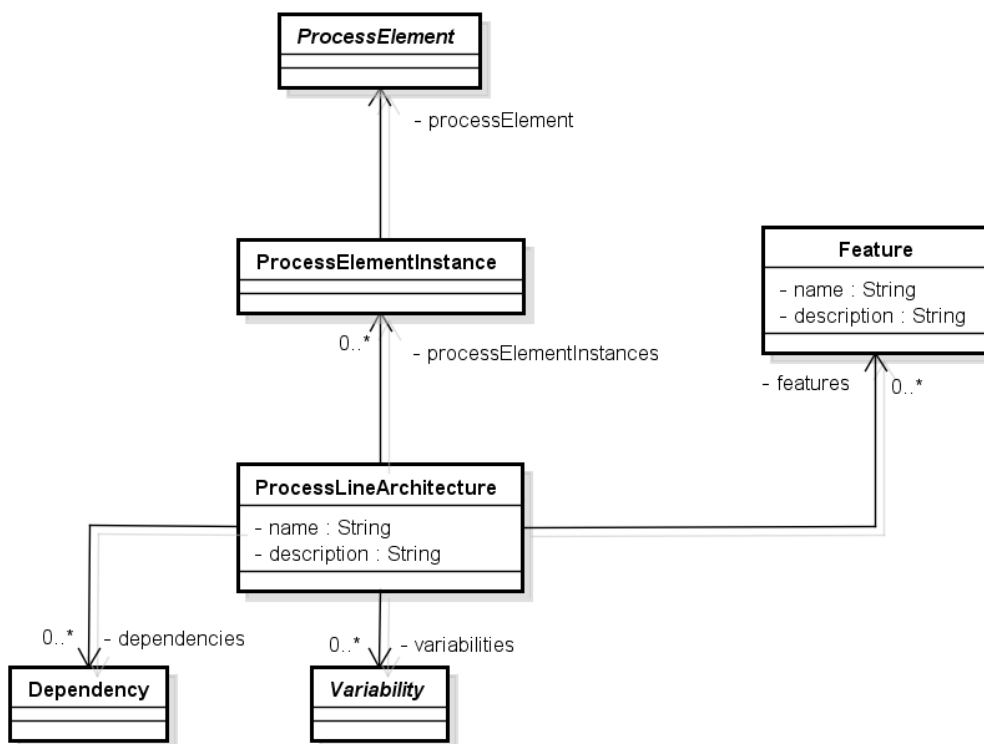 ProcessElement
- processElement
ProcessElementInstance
0..*
- processElementInstances
Feature
- name : String
- description : String
- features
0..*
ProcessLineArchitecture
- name : String
- description : String
0..*
- dependencies
0..*
- variabilities
Dependency
Variability